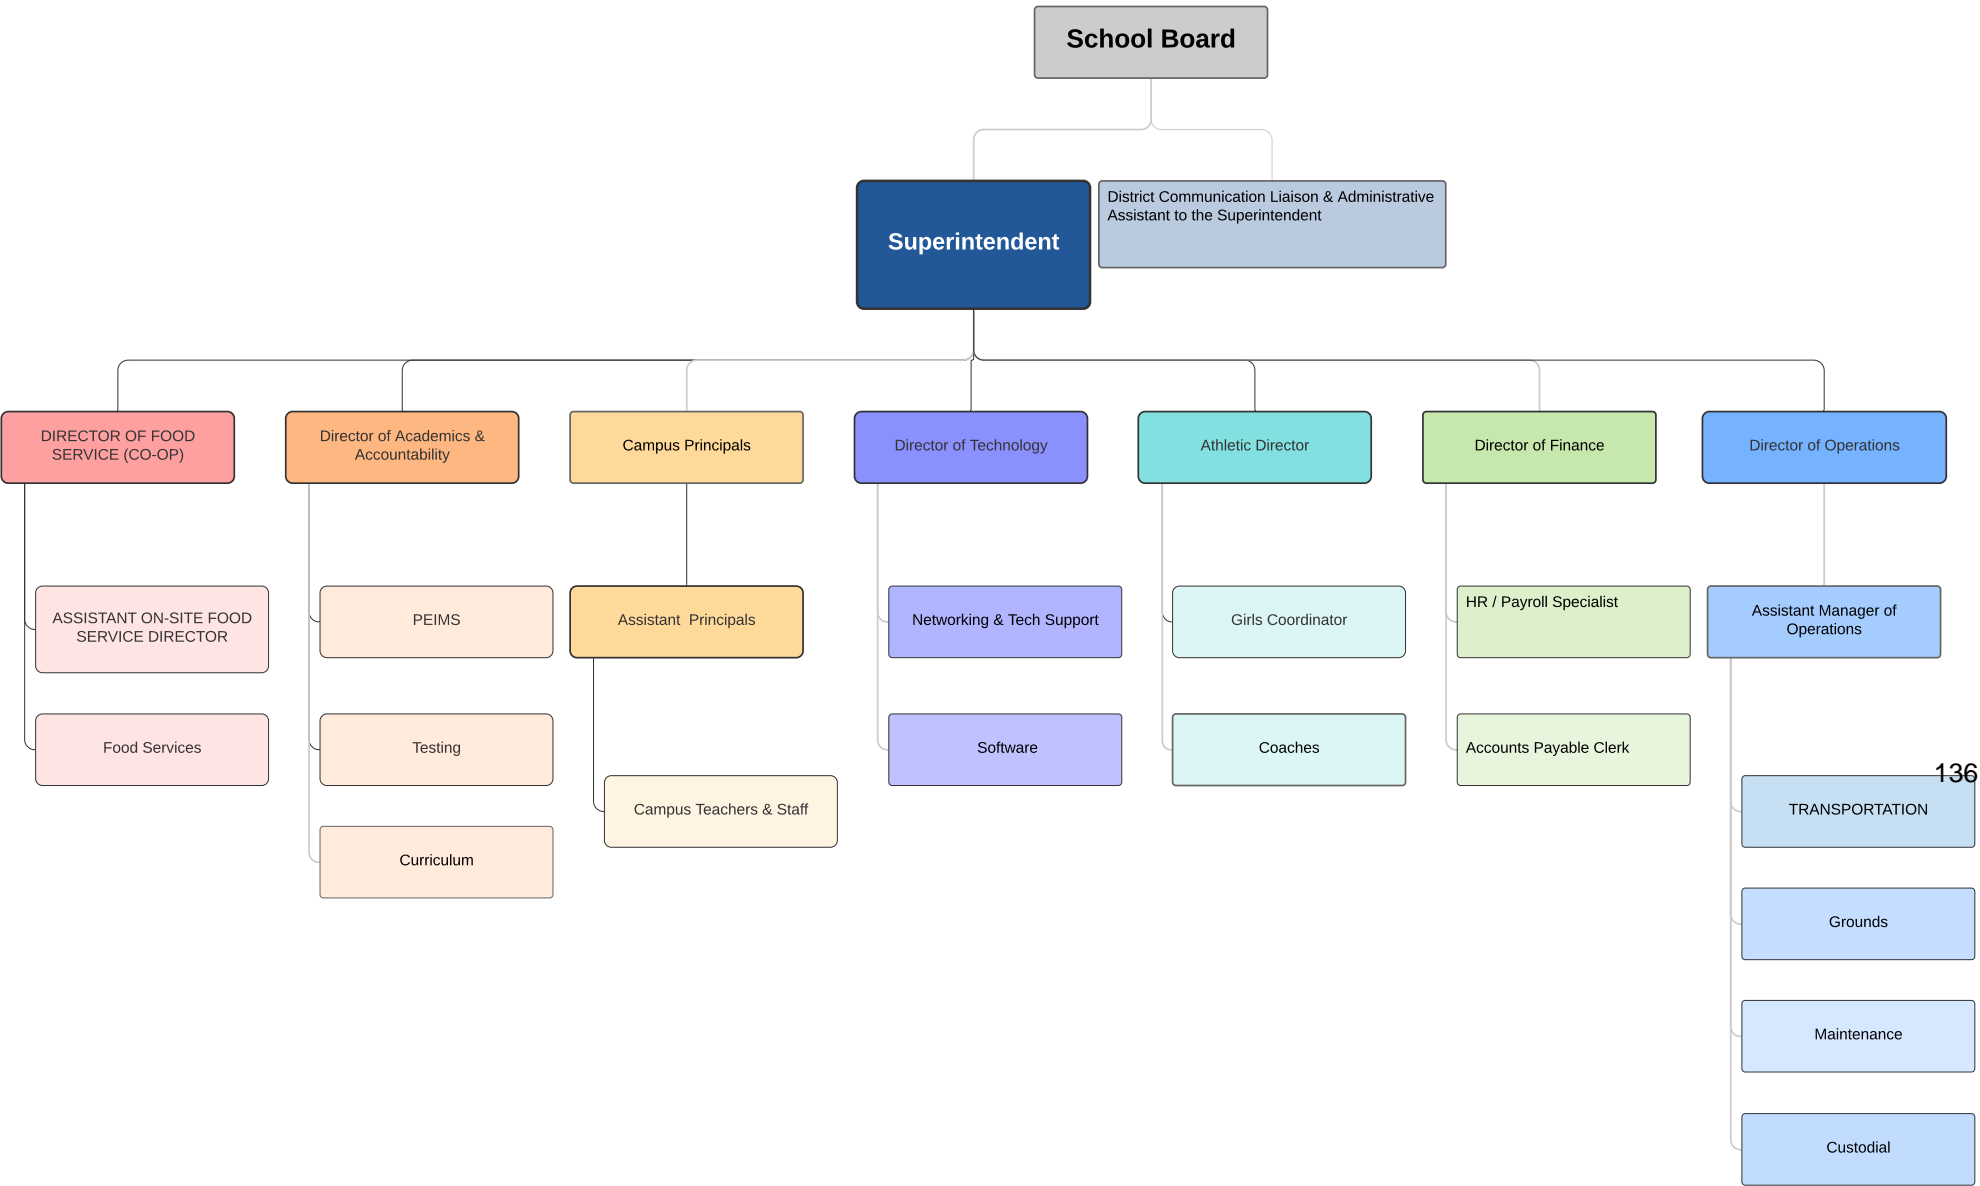 School Board
Superintendent
District Communication Liaison & Administrative
Assistant to the Superintendent
DIRECTOR OF FOOD
SERVICE (CO-OP)
Director of Academics &
Accountability
Campus Principals
Director of Technology
Athletic Director
Director of Finance
Director of Operations
ASSISTANT ON-SITE FOOD
SERVICE DIRECTOR
PEIMS
Assistant  Principals
Networking & Tech Support
Girls Coordinator
HR / Payroll Specialist
Assistant Manager of
Operations
Food Services
Testing
Software
Coaches
Accounts Payable Clerk
136
Campus Teachers & Staff
TRANSPORTATION
Curriculum
Grounds
Maintenance
Custodial